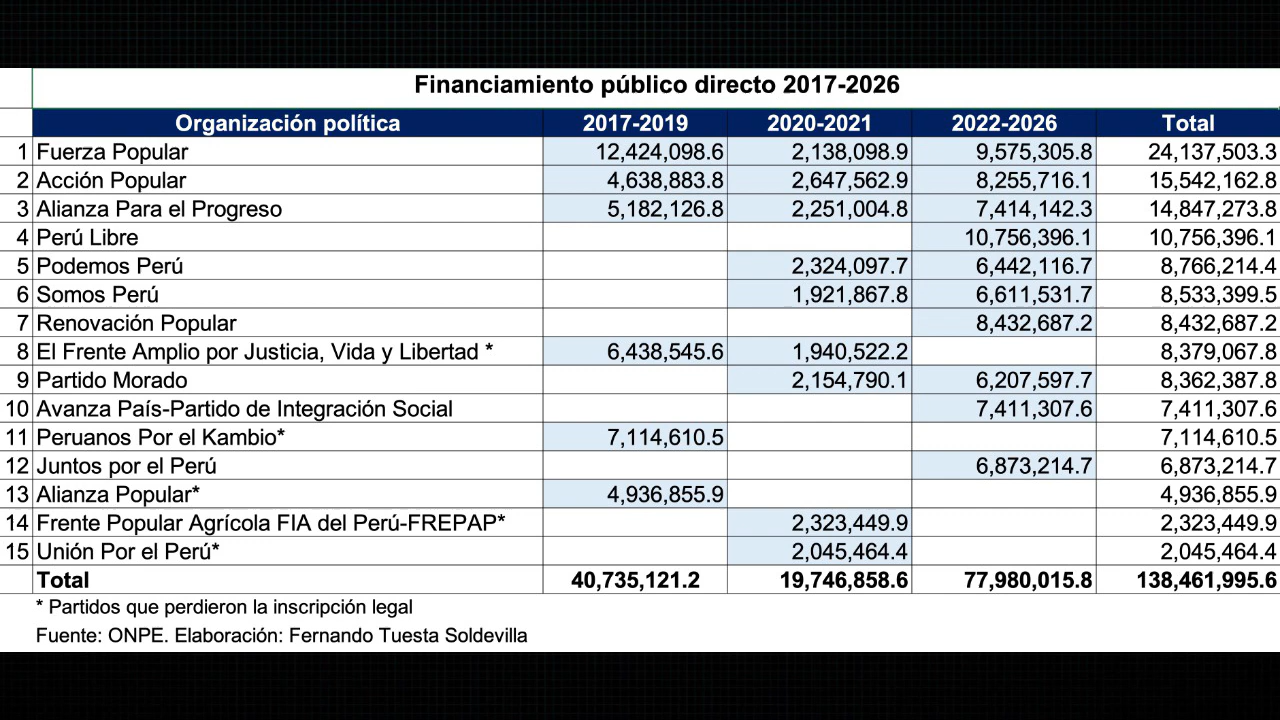 Financiamiento público directo 2017-2026
Organización política 2017-2019 2020-2021 2022-2026 Total
1 Fuerza Popular 12,424,098.6 2,138,098.9 9,575,305.8 24,137,503.3
2 Acción Popular 4,638,883.8 2,647,562.9 8,255,716.1 15,542,162.8
3 Alianza Para el Progreso 5,182,126.8 2,251,004.8 7,414,142.3 14,847,273.8
4 Perú Libre 10,756,396.1 10,756,396.1
5 Podemos Perú 2,324,097.7 6,442,116.7 8,766,214.4
6 Somos Perú 1,921,867.8 6,611,531.7 8,533,399.5
7 Renovación Popular 8,432,687.2 8,432,687.2
8 El Frente Amplio por Justicia, Vida y Libertad * 6,438,545.6 1,940,522.2 8,379,067.8
9 Partido Morado 2,154,790.1 6,207,597.7 8,362,387.8
10 Avanza País-Partido de Integración Social 7,411,307.6 7,411,307.6
11 Peruanos Por el Kambio* 7,114,610.5 7,114,610.5
12 Juntos por el Perú 6,873,214.7 6,873,214.7
13 Alianza Popular* 4,936,855.9 4,936,855.9
14 Frente Popular Agrícola FIA del Perú-FREPAP* 2,323,449.9 2,323,449.9
15 Unión Por el Perú* 2,045,464.4 2,045,464.4
Total 40,735,121.2 19,746,858.6 77,980,015.8 138,461,995.6
* Partidos que perdieron la inscripción legal
Fuente: ONPE. Elaboración: Fernando Tuesta Soldevilla